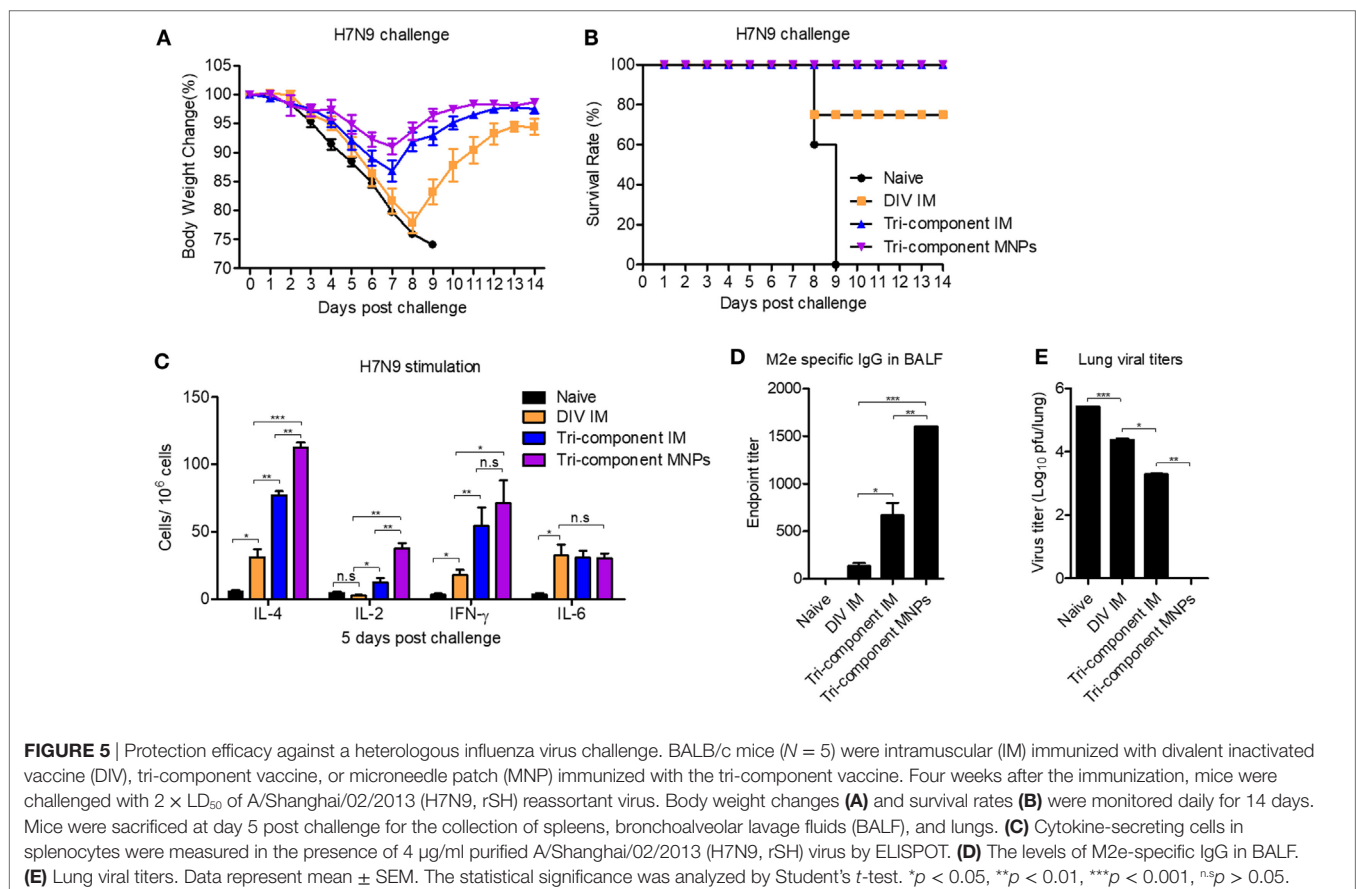 A
H7N9 challenge
Body Weight Change(%)
105
100
95
90
85
80
75
70
0 1 2 3 4 5 6 7 8 9 10 11 12 13 14
Days post challenge
B
H7N9 challenge
Survival Rate (%)
100
80
60
40
20
0
0 1 2 3 4 5 6 7 8 9 10 11 12 13 14
Days post challenge
Naive
DIV IM
Tri-component IM
Tri-component MNPs
C
H7N9 stimulation
Cells/ 10⁶ cells
150
100
50
0
Naive
DIV IM
Tri-component IM
Tri-component MNPs
***
**
**
*
**
**
*
n.s
*
n.s
**
*
n.s
*
IL-4 IL-2 IFN-γ IL-6
5 days post challenge
D
M2e specific IgG in BALF
Endpoint titer
2000
1500
1000
500
0
***
**
*
Naive
DIV IM
Tri-component IM
Tri-component MNPs
E
Lung viral titers
Virus titer (Log₁₀ pfu/lung)
6
4
2
0
***
*
**
Naive
DIV IM
Tri-component IM
Tri-component MNPs
FIGURE 5 | Protection efficacy against a heterologous influenza virus challenge. BALB/c mice (N = 5) were intramuscular (IM) immunized with divalent inactivated
vaccine (DIV), tri-component vaccine, or microneedle patch (MNP) immunized with the tri-component vaccine. Four weeks after the immunization, mice were
challenged with 2 × LD₅₀ of A/Shanghai/02/2013 (H7N9, rSH) reassortant virus. Body weight changes (A) and survival rates (B) were monitored daily for 14 days.
Mice were sacrificed at day 5 post challenge for the collection of spleens, bronchoalveolar lavage fluids (BALF), and lungs. (C) Cytokine-secreting cells in
splenocytes were measured in the presence of 4 µg/ml purified A/Shanghai/02/2013 (H7N9, rSH) virus by ELISPOT. (D) The levels of M2e-specific IgG in BALF.
(E) Lung viral titers. Data represent mean ± SEM. The statistical significance was analyzed by Student's t-test. *p < 0.05, **p < 0.01, ***p < 0.001, ⁿ·ˢp > 0.05.